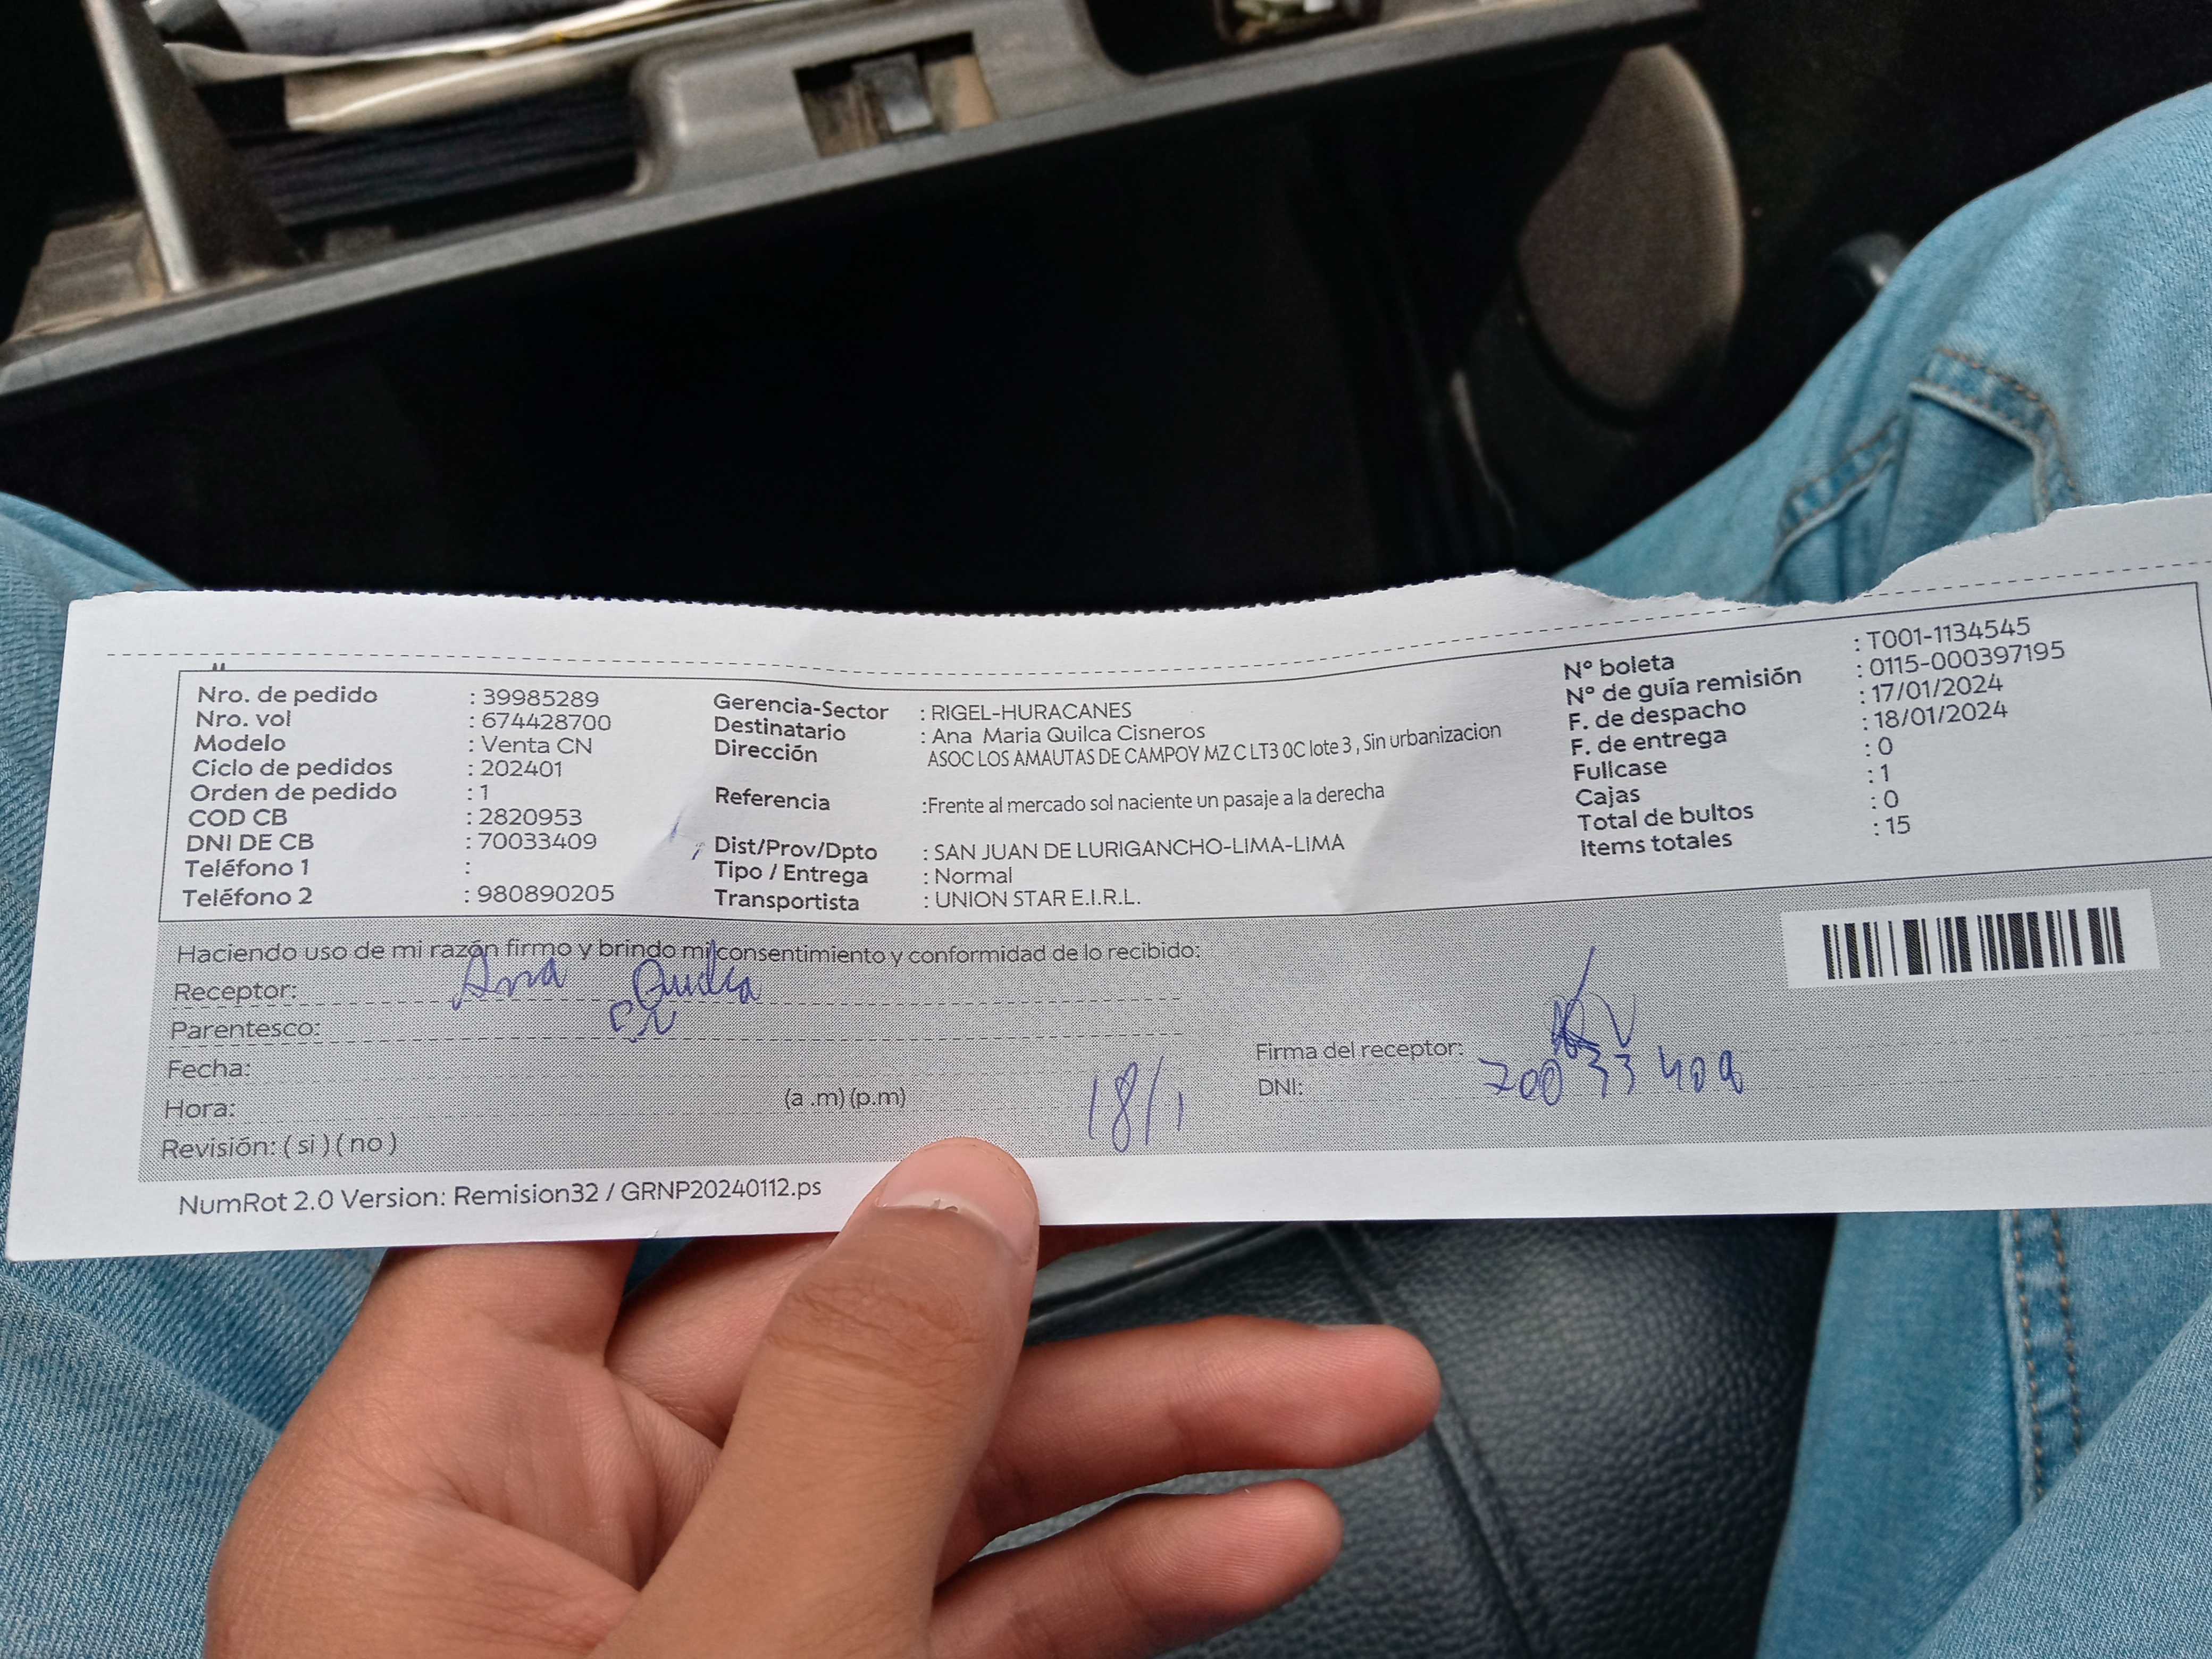 Nro. de pedido : 39985289
Nro. vol : 674428700
Modelo : Venta CN
Ciclo de pedidos : 202401
Orden de pedido : 1
COD CB : 2820953
DNI DE CB : 70033409
Teléfono 1 :
Teléfono 2 : 980890205
Gerencia-Sector : RIGEL-HURACANES
Destinatario : Ana Maria Quilca Cisneros
Dirección ASOC LOS AMAUTAS DE CAMPOY MZ C LT3 0C lote 3 , Sin urbanizacion
Referencia :Frente al mercado sol naciente un pasaje a la derecha
Dist/Prov/Dpto : SAN JUAN DE LURIGANCHO-LIMA-LIMA
Tipo / Entrega : Normal
Transportista : UNION STAR E.I.R.L.
N° boleta : T001-1134545
N° de guía remisión : 0115-000397195
F. de despacho : 17/01/2024
F. de entrega : 18/01/2024
Fullcase : 0
Cajas : 1
Total de bultos : 0
Items totales : 15
Haciendo uso de mi razón firmo y brindo mi consentimiento y conformidad de lo recibido:
Receptor: Ana Quilca
Parentesco:
Fecha:
Hora: (a .m) (p.m) 18/1
Revisión: ( si ) ( no )
Firma del receptor:
DNI: 70033409
NumRot 2.0 Version: Remision32 / GRNP20240112.ps